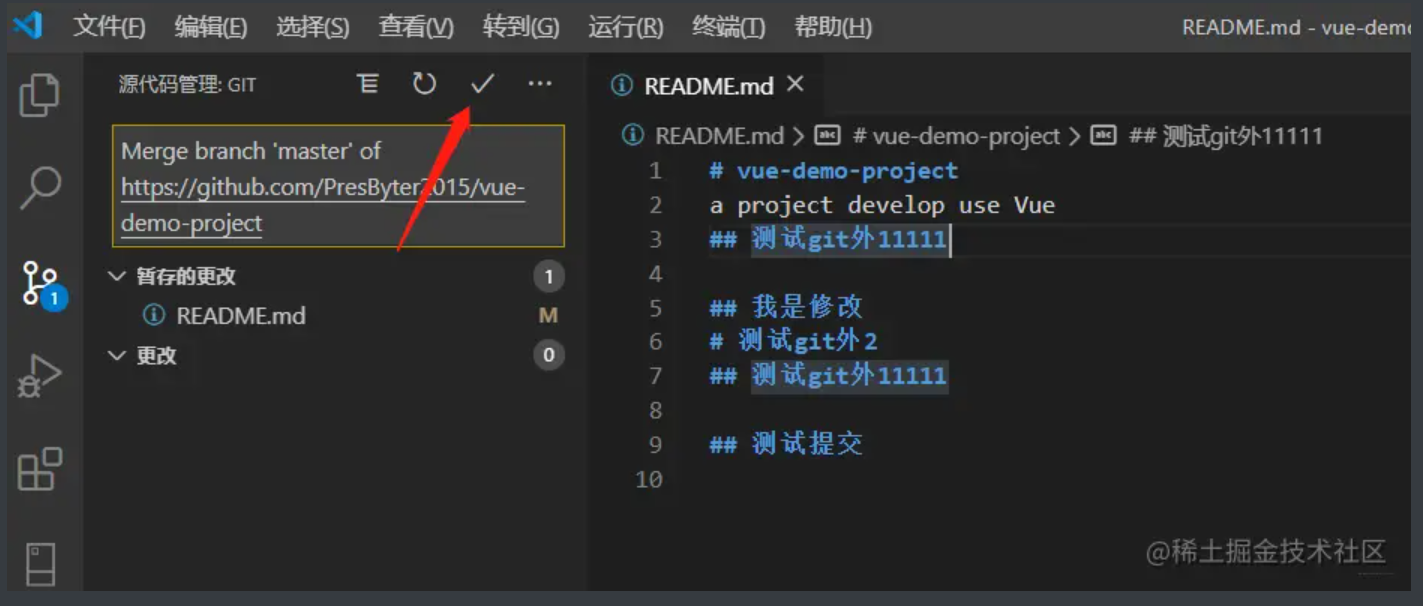 文件(F) 编辑(E) 选择(S) 查看(V) 转到(G) 运行(R) 终端(T) 帮助(H) README.md - vue-demo
源代码管理: GIT
README.md
README.md > # vue-demo-project > ## 测试git外11111
Merge branch 'master' of
https://github.com/PresByter2015/vue-
demo-project
暂存的更改 1
README.md M
更改 0
1
1 # vue-demo-project
2 a project develop use Vue
3 ## 测试git外11111
4
5 ## 我是修改
6 # 测试git外2
7 ## 测试git外11111
8
9 ## 测试提交
10
@稀土掘金技术社区